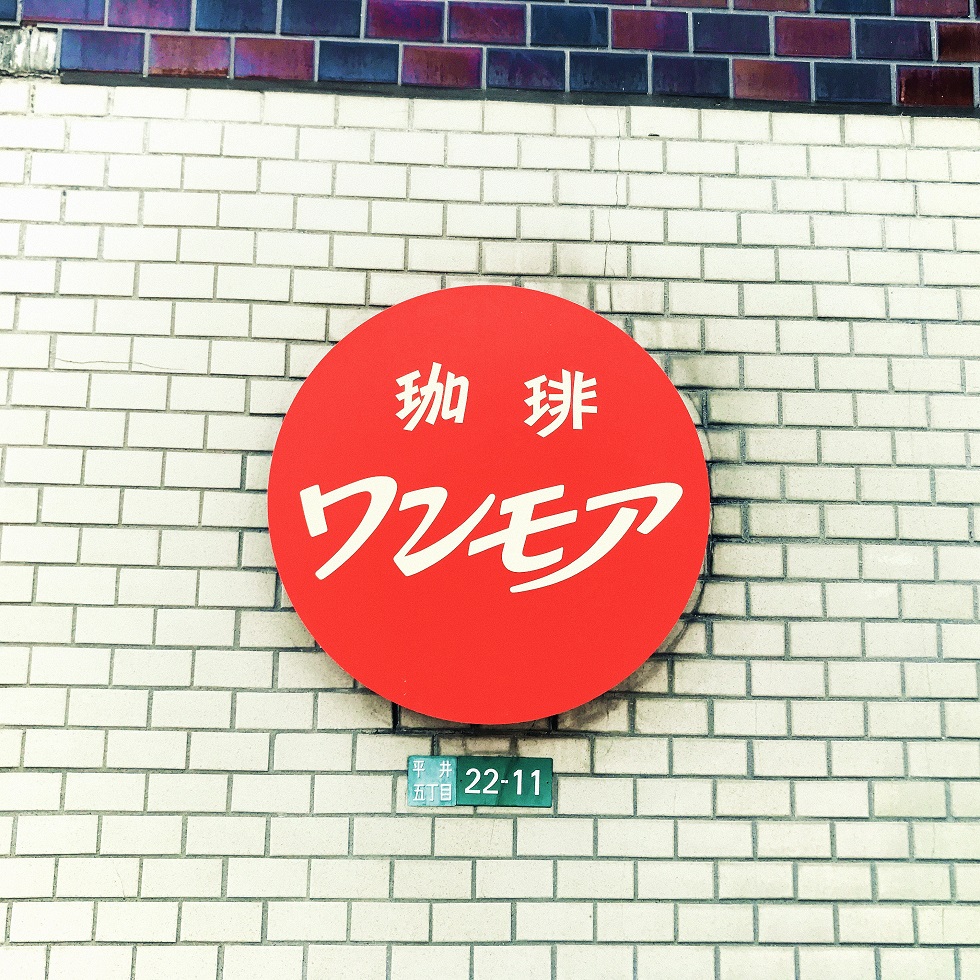 珈琲
ワンモア
平井
五丁目
22-11